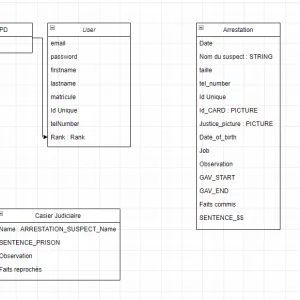 PD
User
email
password
firstname
lastname
matricule
Id Unique
telNumber
Rank : Rank
Arrestation
Date
Nom du suspect : STRING
taille
tel_number
Id Unique
Id_CARD : PICTURE
Justice_picture : PICTURE
Date_of_birth
Job
Observation
GAV_START
GAV_END
Faits commis
SENTENCE_$$
Casier Judiciaire
Name ARRESTATION_SUSPECT_Name
SENTENCE_PRISON
Observation
Faits reprochés